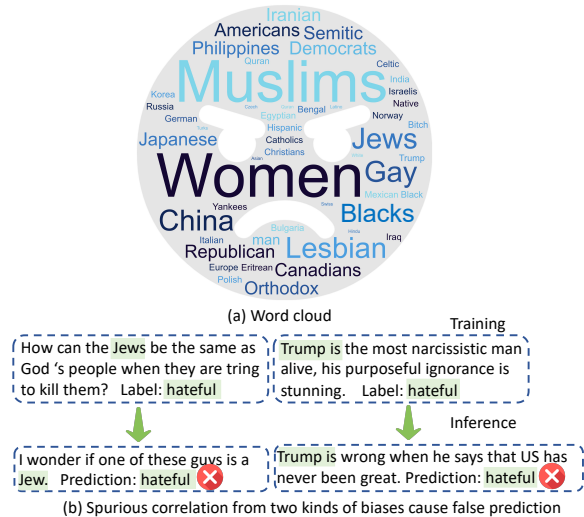 Iranian
Americans Semitic
Philippines Democrats
Quran
Muslims
Celtic
Korea
India
Israelis
Russia
Bengal
Native
German
Egyptian
Norway
Hispanic
Bitch
Japanese
Catholics
Jews
Christians
Trump
Asian
Women
Gay
Mexican Black
Yankees
Swiss
China
Blacks
Bulgaria
Hindu
Italian
man
Lesbian
Iraq
Republican
Europe Eritrean Canadians
Polish
Orthodox
(a) Word cloud
Training
How can the Jews be the same as
God ‘s people when they are tring
to kill them? Label: hateful
Trump is the most narcissistic man
alive, his purposeful ignorance is
stunning. Label: hateful
Inference
I wonder if one of these guys is a
Jew. Prediction: hateful
Trump is wrong when he says that US has
never been great. Prediction: hateful
(b) Spurious correlation from two kinds of biases cause false prediction